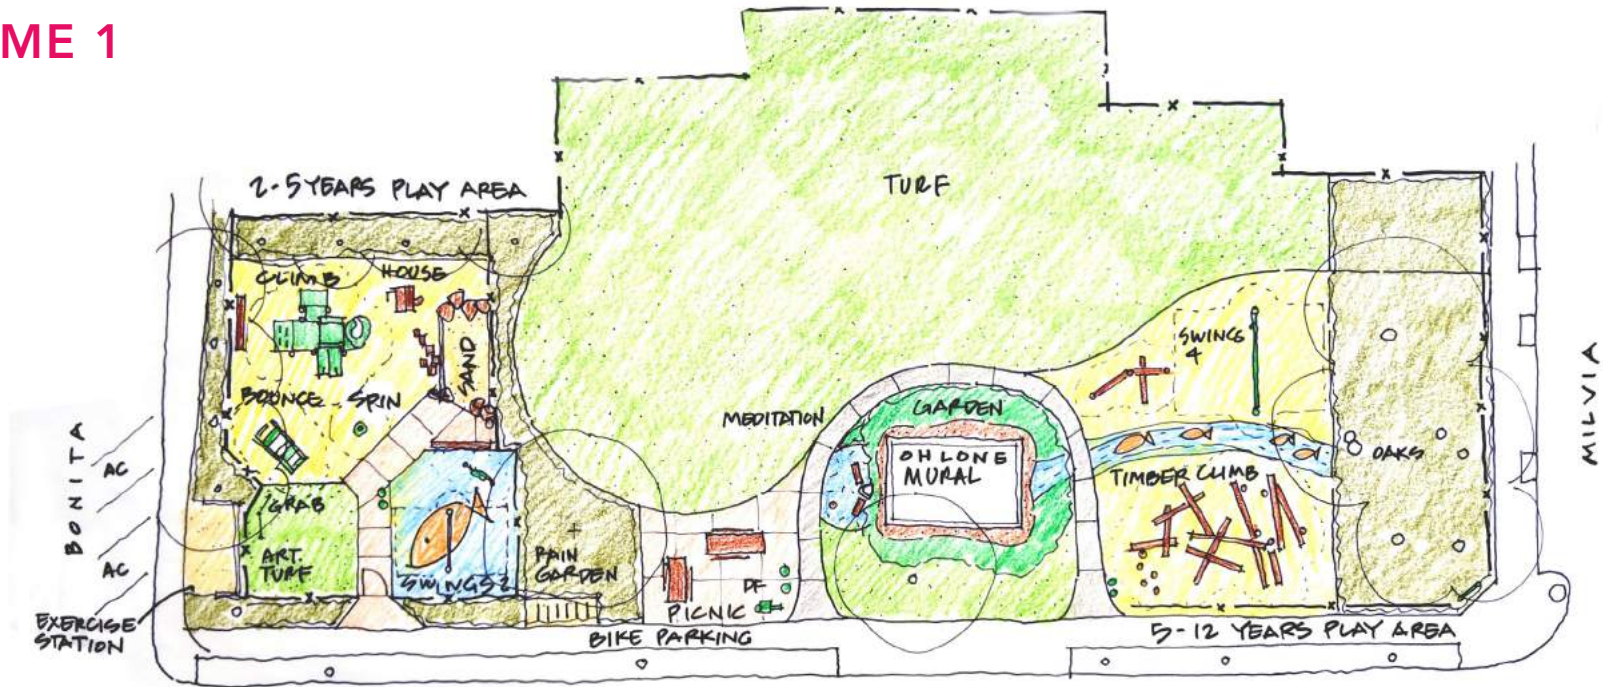 ME 1
2-5 YEARS PLAY AREA
TURF
CLIMB
HOUSE
SAND
BOUNCE
SPIN
SWINGS
4
MEDITATION
GARDEN
OHLONE
MURAL
TIMBER CLIMB
OAKS
MILVIA
BONITA
AC
AC
GRAB
ART.
TURF
SWINGS 2
RAIN
GARDEN
DF
PICNIC
EXERCISE
STATION
BIKE PARKING
5-12 YEARS PLAY AREA